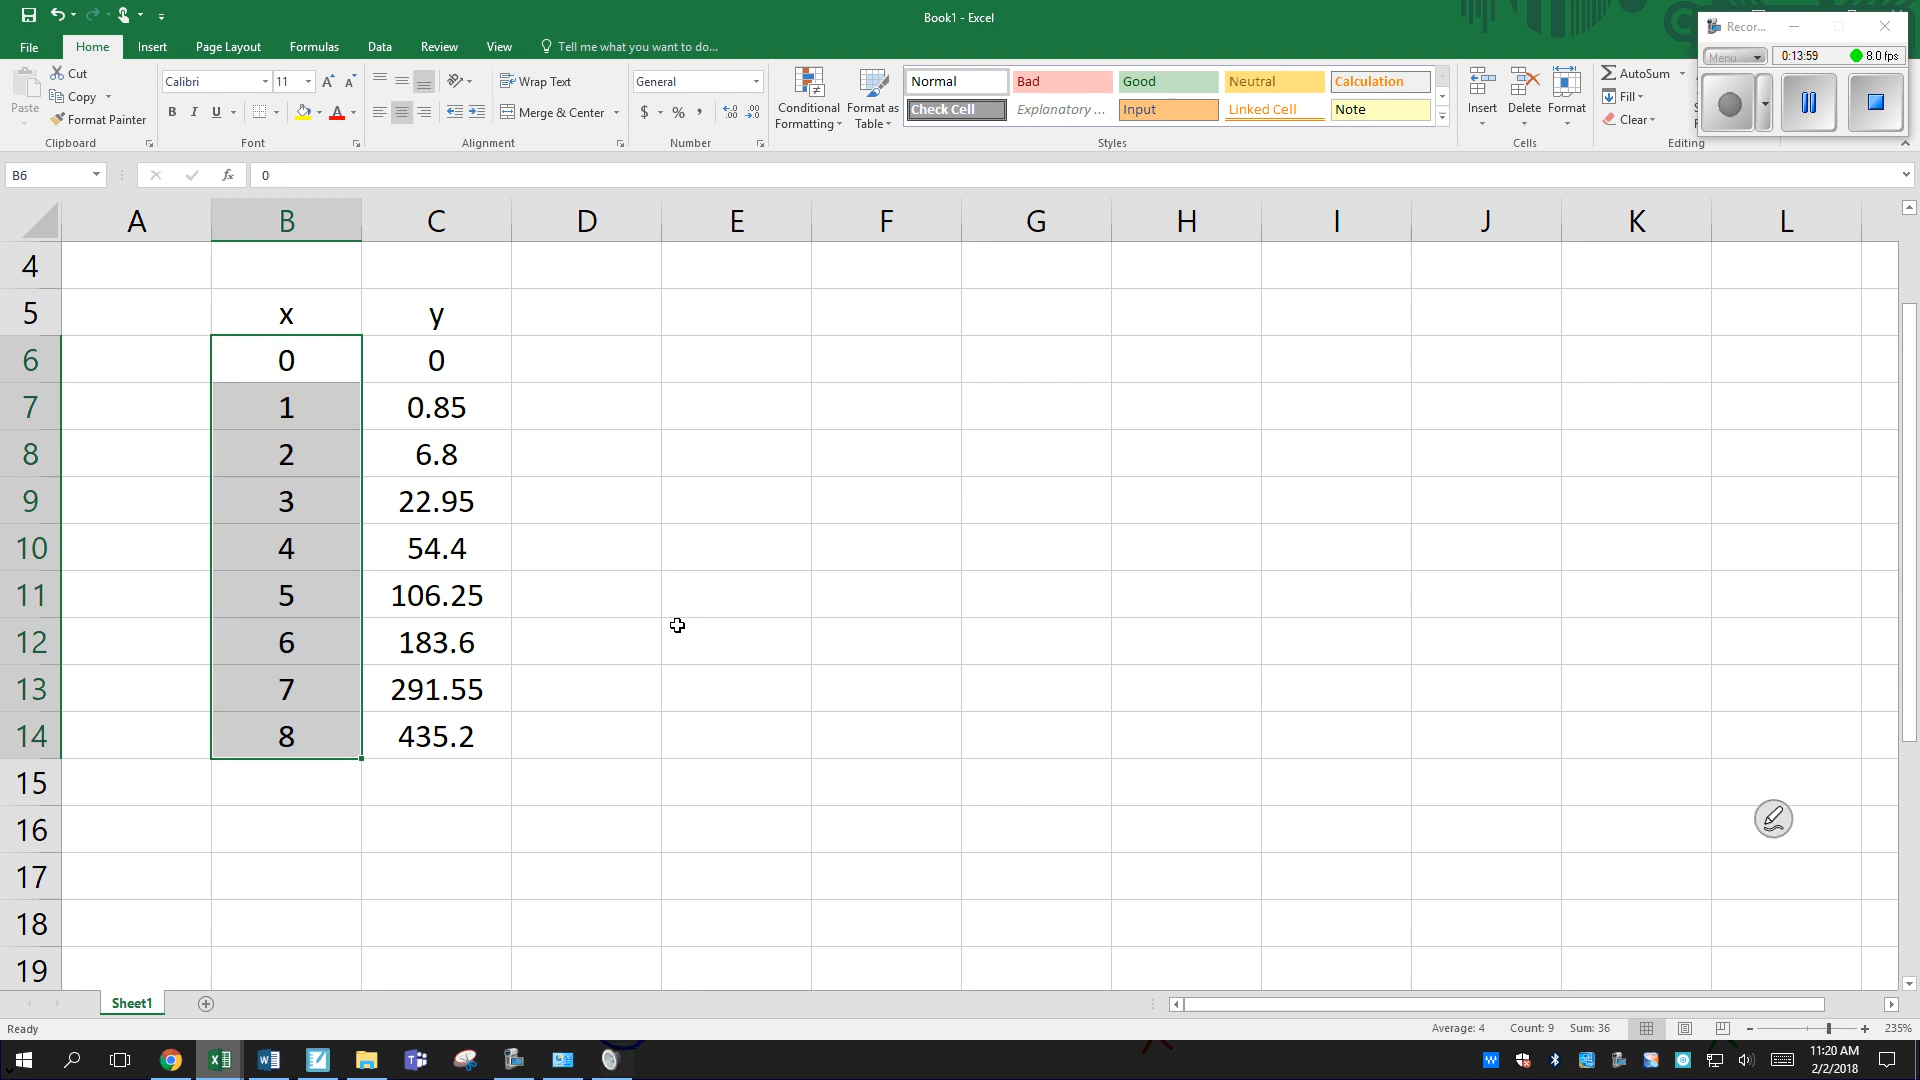 Book1 - Excel
Recor...
File Home Insert Page Layout Formulas Data Review View Tell me what you want to do...
Menu 0:13:59 8.0 fps
Paste Cut Copy Format Painter
Calibri 11
B I U A
Wrap Text
Merge & Center
General
$ % ,
Conditional Formatting Format as Table
Normal Bad Good Neutral Calculation
Check Cell Explanatory ... Input Linked Cell Note
Insert Delete Format
AutoSum
Fill
Clear
Clipboard Font Alignment Number Styles Cells Editing
B6 fx 0
A B C D E F G H I J K L
4
5 x y
6 0 0
7 1 0.85
8 2 6.8
9 3 22.95
10 4 54.4
11 5 106.25
12 6 183.6
13 7 291.55
14 8 435.2
15
16
17
18
19
Sheet1
Ready Average: 4 Count: 9 Sum: 36 235%
11:20 AM
2/2/2018